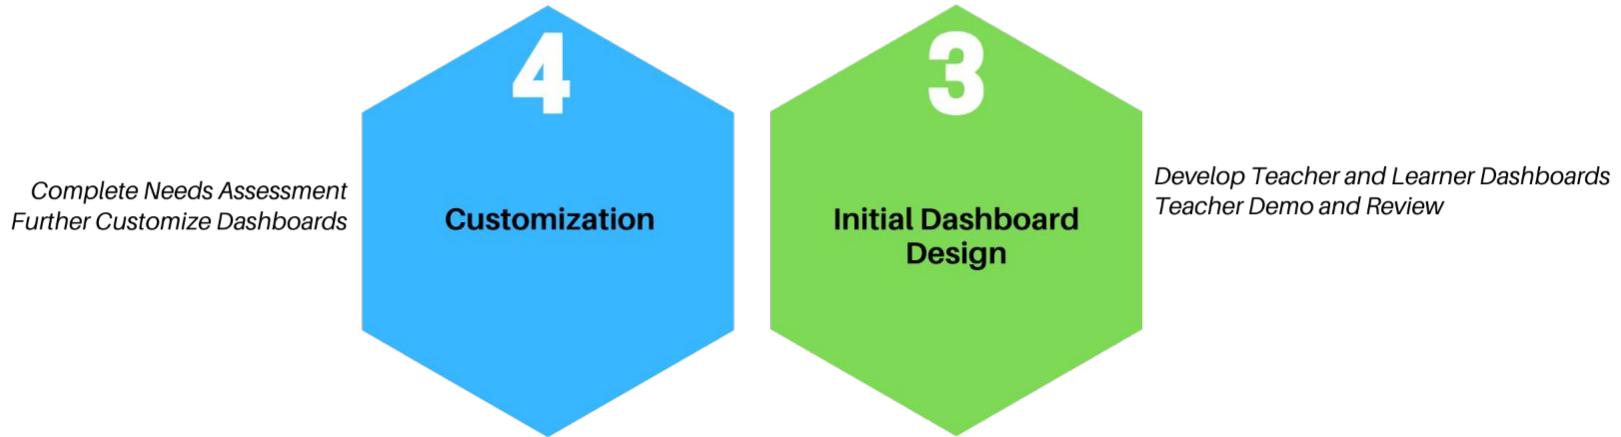 4
Complete Needs Assessment
Further Customize Dashboards
Customization
3
Initial Dashboard
Design
Develop Teacher and Learner Dashboards
Teacher Demo and Review